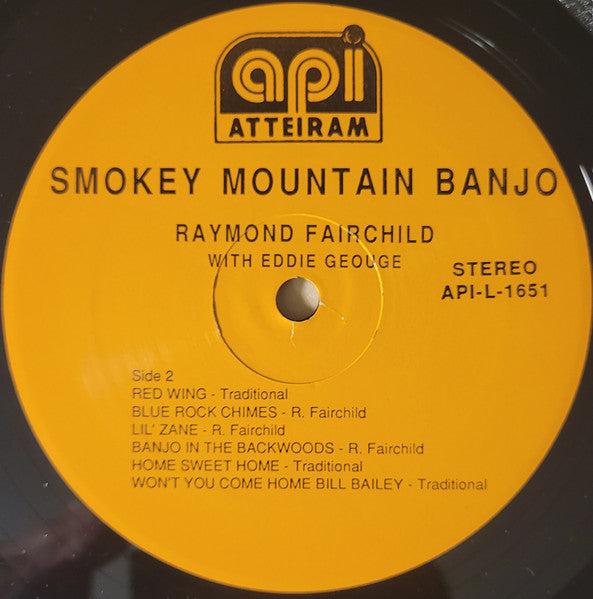 api
ATTEIRAM
SMOKEY MOUNTAIN BANJO
RAYMOND FAIRCHILD
WITH EDDIE GEOUGE
STEREO
API-L-1651
Side 2
RED WING - Traditional
BLUE ROCK CHIMES - R. Fairchild
LIL' ZANE - R. Fairchild
BANJO IN THE BACKWOODS - R. Fairchild
HOME SWEET HOME - Traditional
WON'T YOU COME HOME BILL BAILEY - Traditional